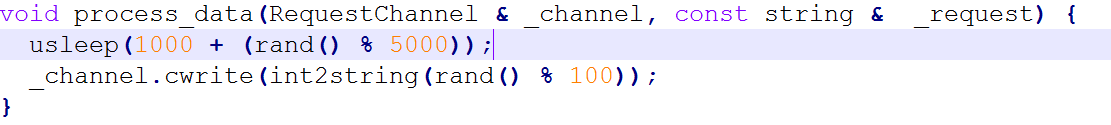 void process_data(RequestChannel & _channel, const string &  _request) {
  usleep(1000 + (rand() % 5000));
  _channel.cwrite(int2string(rand() % 100));
}